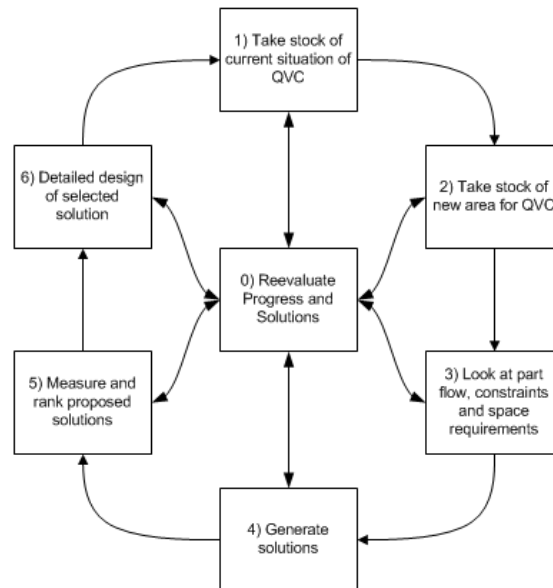 1) Take stock of
current situation of
QVC
6) Detailed design
of selected
solution
2) Take stock of
new area for QVC
0) Reevaluate
Progress and
Solutions
5) Measure and
rank proposed
solutions
3) Look at part
flow, constraints
and space
requirements
4) Generate
solutions